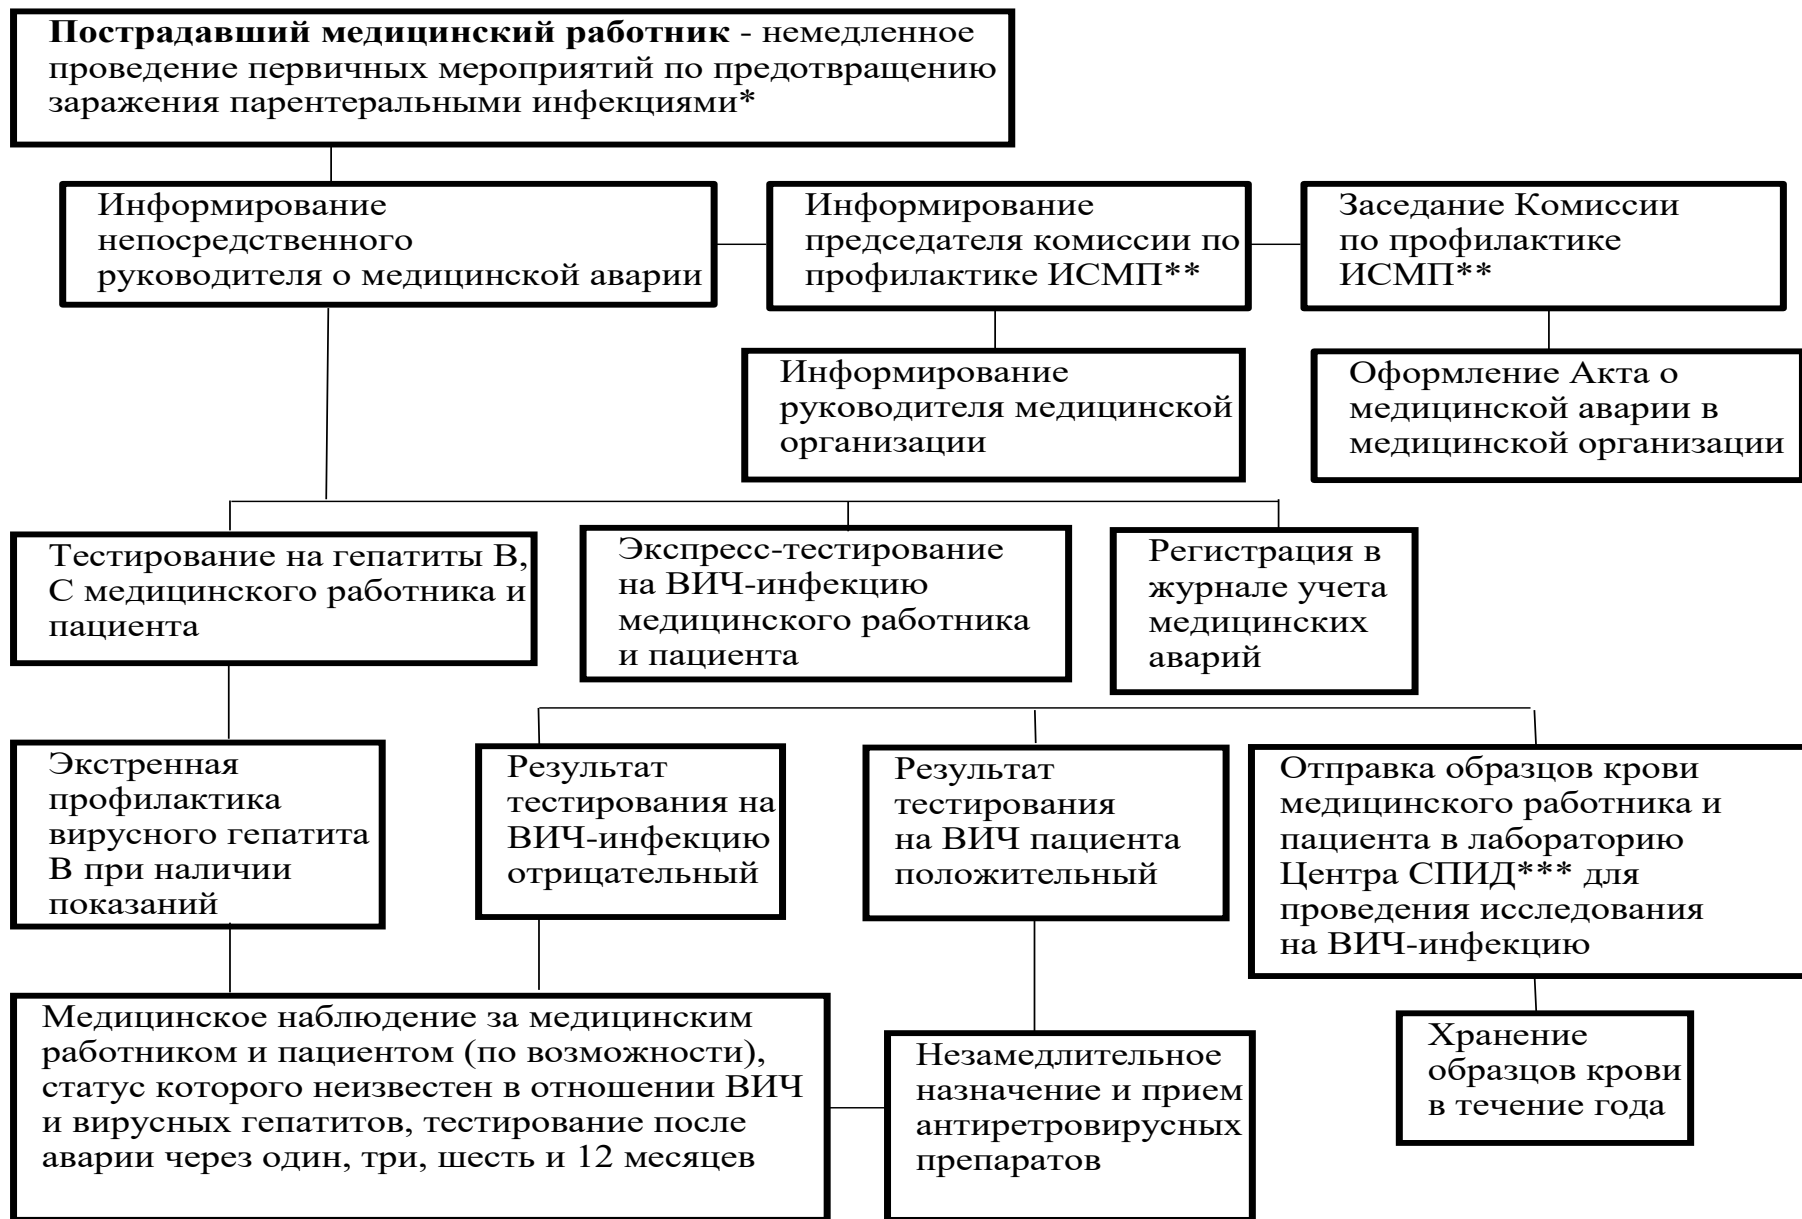 Пострадавший медицинский работник - немедленное
проведение первичных мероприятий по предотвращению
заражения парентеральными инфекциями*
Информирование
непосредственного
руководителя о медицинской аварии
Информирование
председателя комиссии по
профилактике ИСМП**
Заседание Комиссии
по профилактике
ИСМП**
Информирование
руководителя медицинской
организации
Оформление Акта о
медицинской аварии в
медицинской организации
Тестирование на гепатиты В,
С медицинского работника и
пациента
Экспресс-тестирование
на ВИЧ-инфекцию
медицинского работника
и пациента
Регистрация в
журнале учета
медицинских
аварий
Экстренная
профилактика
вирусного гепатита
В при наличии
показаний
Результат
тестирования на
ВИЧ-инфекцию
отрицательный
Результат
тестирования
на ВИЧ пациента
положительный
Отправка образцов крови
медицинского работника и
пациента в лабораторию
Центра СПИД*** для
проведения исследования
на ВИЧ-инфекцию
Медицинское наблюдение за медицинским
работником и пациентом (по возможности),
статус которого неизвестен в отношении ВИЧ
и вирусных гепатитов, тестирование после
аварии через один, три, шесть и 12 месяцев
Незамедлительное
назначение и прием
антиретровирусных
препаратов
Хранение
образцов крови
в течение года